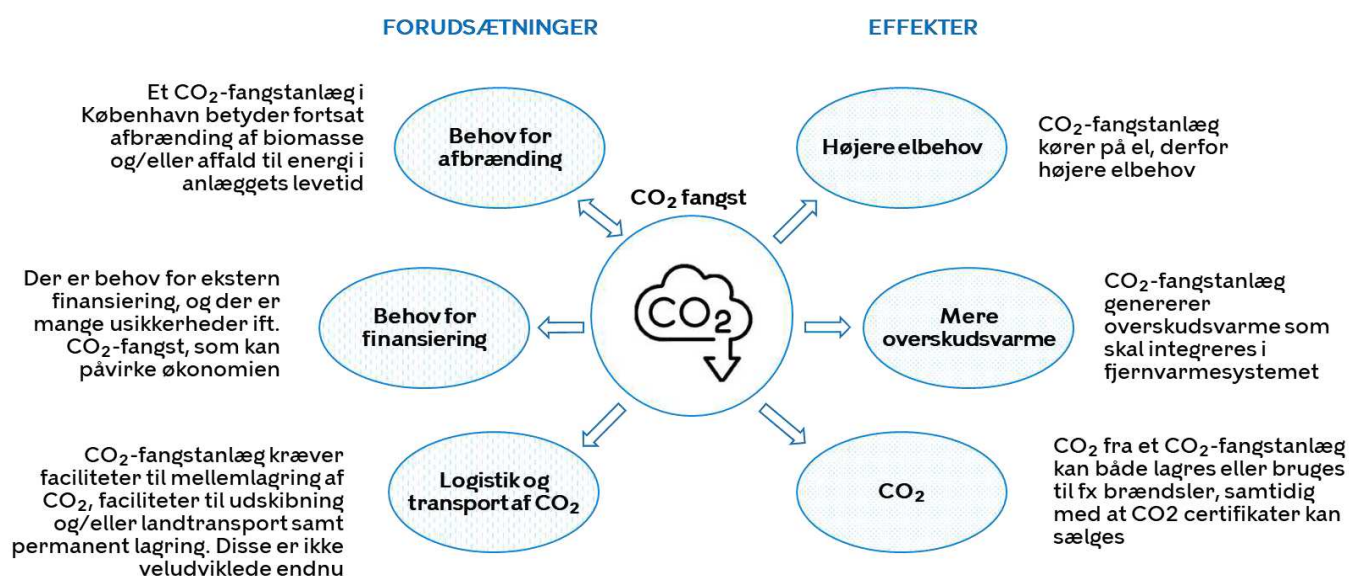 FORUDSÆTNINGER
Et CO₂-fangstanlæg i
København betyder fortsat
afbrænding af biomasse
og/eller affald til energi i
anlæggets levetid
Behov for
afbrænding
Der er behov for ekstern
finansiering, og der er
mange usikkerheder ift.
CO₂-fangst, som kan
påvirke økonomien
Behov for
finansiering
CO₂-fangstanlæg kræver
faciliteter til mellemlagring af
CO₂, faciliteter til udskibning
og/eller landtransport samt
permanent lagring. Disse er ikke
veludviklede endnu
Logistik og
transport af CO₂
CO₂ fangst
CO₂
EFFEKTER
Højere elbehov
CO₂-fangstanlæg
kører på el, derfor
højere elbehov
Mere
overskudsvarme
CO₂-fangstanlæg
genererer
overskudsvarme som
skal integreres i
fjernvarmesystemet
CO₂
CO₂ fra et CO₂-fangstanlæg
kan både lagres eller bruges
til fx brændsler, samtidig
med at CO2 certifikater kan
sælges